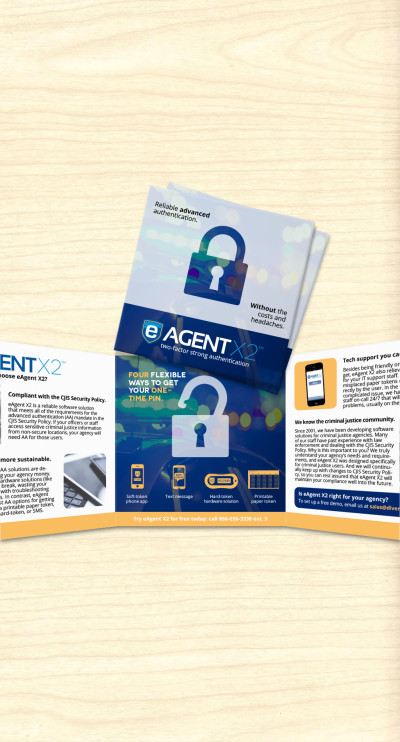 Reliable advanced
authentication.
Without the
costs and
headaches.
eAGENT X2™
two-factor strong authentication
ENT X2™
oose eAgent X2?
Compliant with the CJIS Security Policy.
eAgent X2 is a reliable software solution
that meets all of the requirements for the
advanced authentication (AA) mandate in the
CJIS Security Policy. If your officers or staff
access sensitive criminal justice information
from non-secure locations, your agency will
need AA for those users.
more sustainable.
AA solutions are de-
g your agency money.
ardware solutions (like
break, wasting your
with troubleshooting
s. In contrast, eAgent
st AA options for getting
a printable paper token,
ard-token, or SMS.
FOUR FLEXIBLE
WAYS TO GET
YOUR ONE-
TIME PIN.
Soft-token
phone app
Text message
Hard-token
hardware solution
Printable
paper token
Try eAgent X2 for free today: call
Tech support you ca
Besides being friendly or
get, eAgent X2 also reliev
for your IT support staff.
misplaced paper tokens
rectly by the user. In
complicated issue, we ha
staff on call 24/7 that will
problems, usually on the
We know the criminal justice community.
Since 2001, we have been developing software
solutions for criminal justice agencies. Many
of our staff have past experience with law
enforcement and dealing with the CJIS Security
Policy. Why is this important to you? We truly
understand your agency's needs and require-
ments, and eAgent X2 was designed specifically
for criminal justice users. And we will continu-
ally keep up with changes to CJIS Security Poli-
cy, so you can rest assured that eAgent X2 will
maintain your compliance well into the future.
Is eAgent X2 right for your agency?
To set up a free demo, email us at sales@diver